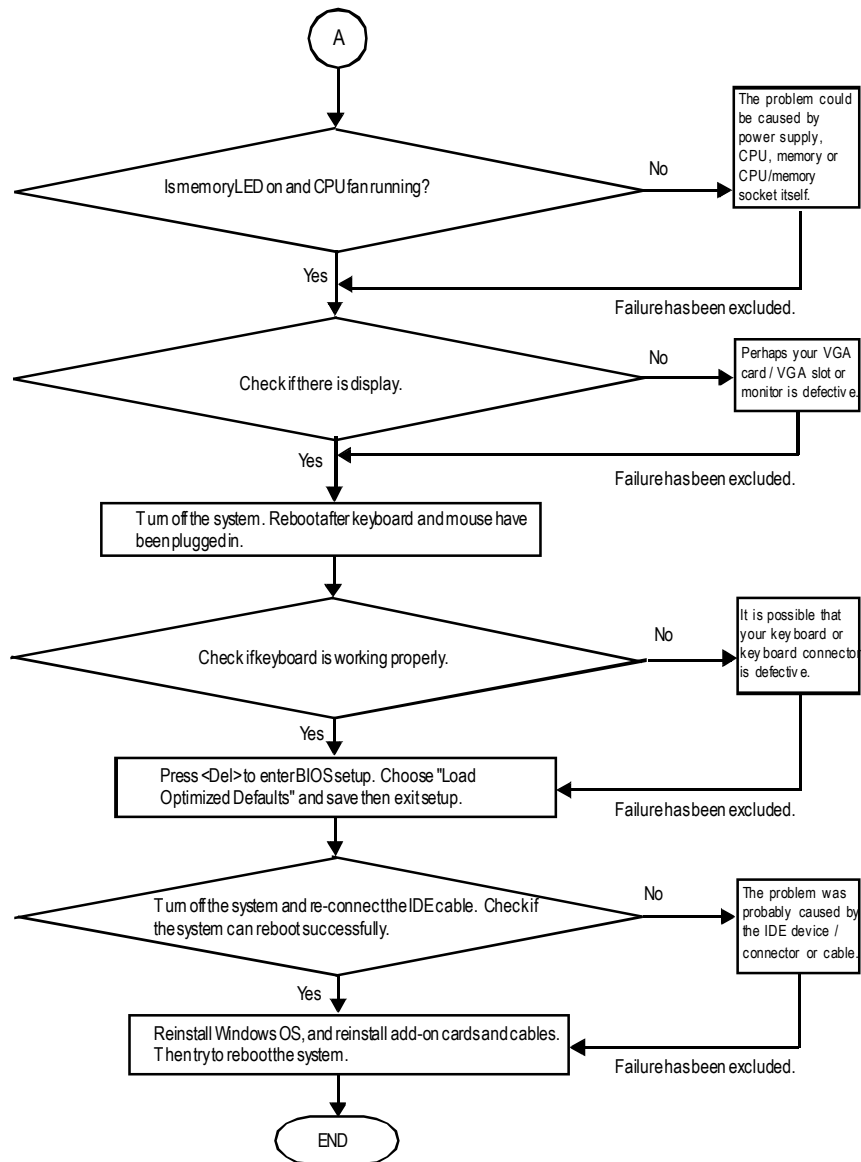 A
Is memory LED on and CPU fan running?
No
The problem could
be caused by
power supply,
CPU, memory or
CPU/memory
socket itself.
Yes
Failure has been excluded.
Check if there is display.
No
Perhaps your VGA
card / VGA slot or
monitor is defective.
Yes
Failure has been excluded.
Turn off the system. Reboot after keyboard and mouse have
been plugged in.
Check if keyboard is working properly.
No
It is possible that
your keyboard or
keyboard connector
is defective.
Yes
Press <Del> to enter BIOS setup. Choose "Load
Optimized Defaults" and save then exit setup.
Failure has been excluded.
Turn off the system and re-connect the IDE cable. Check if
the system can reboot successfully.
No
The problem was
probably caused by
the IDE device /
connector or cable.
Yes
Reinstall Windows OS, and reinstall add-on cards and cables.
Then try to reboot the system.
Failure has been excluded.
END